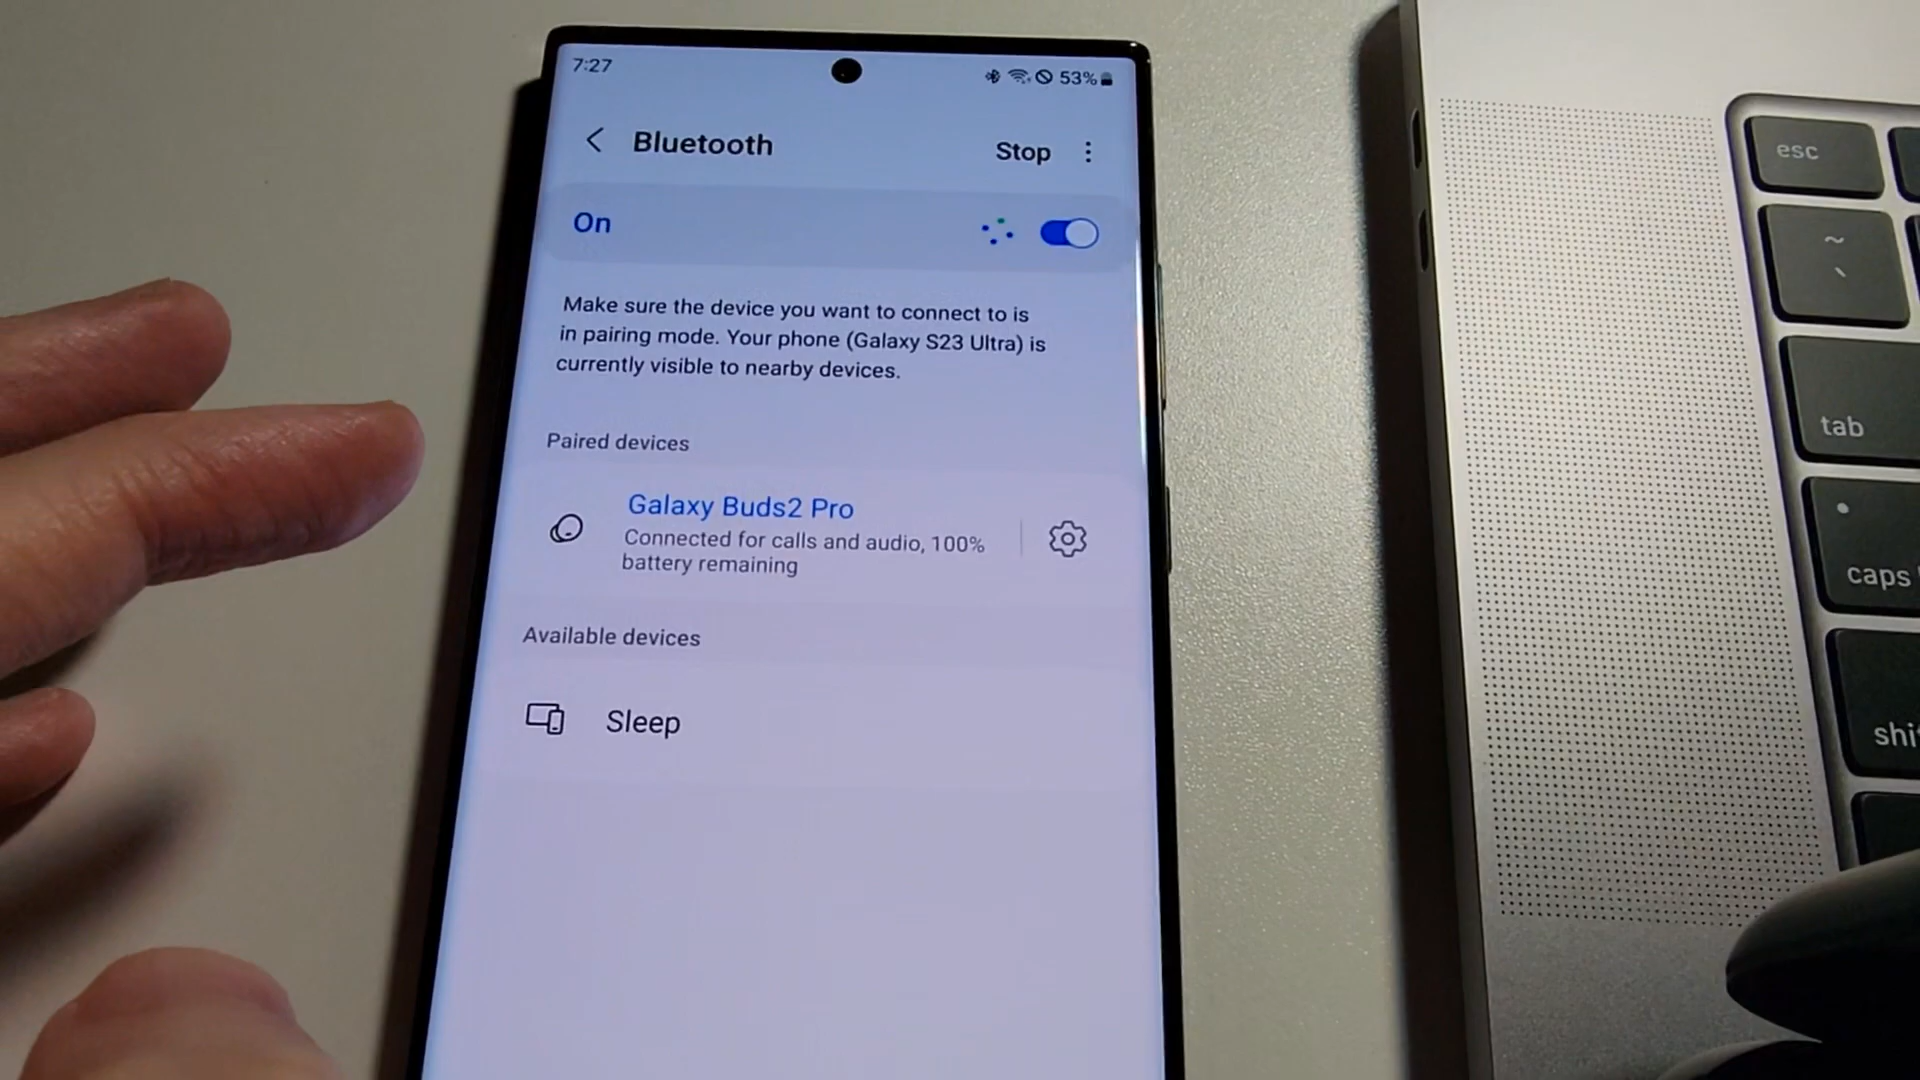 7:27
53%
Bluetooth
Stop
On
Make sure the device you want to connect to is
in pairing mode. Your phone (Galaxy S23 Ultra) is
currently visible to nearby devices.
Paired devices
Galaxy Buds2 Pro
Connected for calls and audio, 100%
battery remaining
Available devices
Sleep
esc
~
`
tab
caps
shi